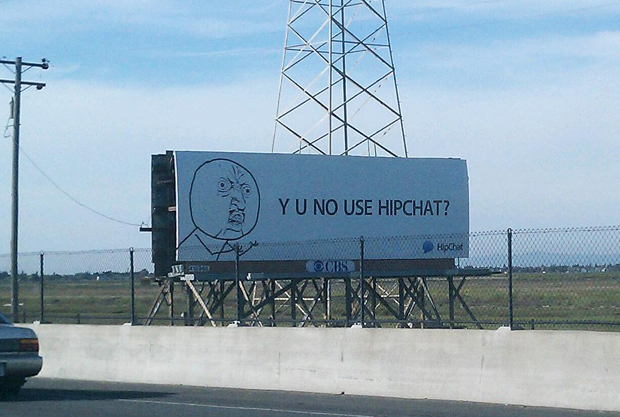 Y U NO USE HIPCHAT?
HipChat
CBS